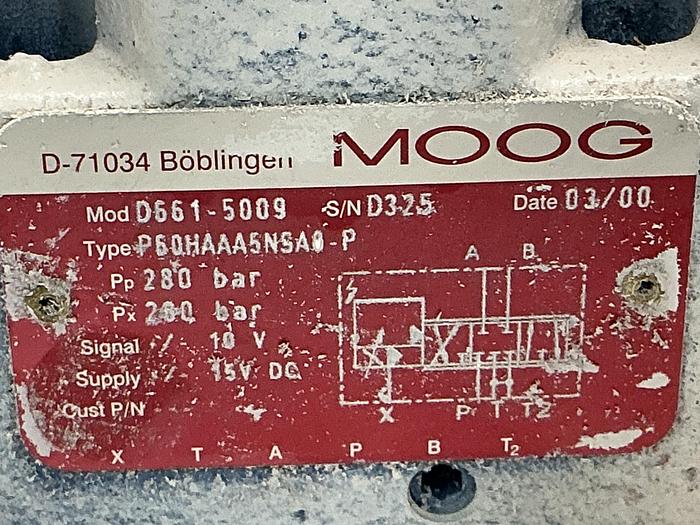 D-71034 Böblingen MOOG
Mod D661-5009 S/N D325 Date 03/00
Type P60HAAA5NSA0-P
Pp 280 bar
Px 280 bar
Signal 10 V
Supply 15V DC
Cust P/N
A B
X P T T2
X T A P B T2